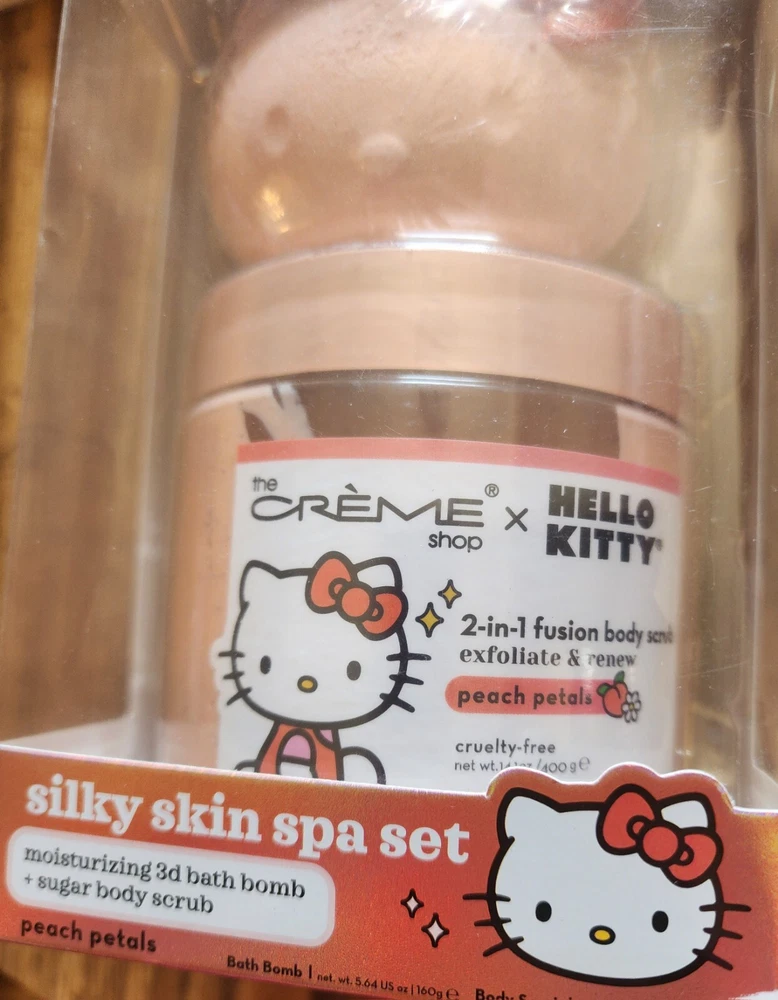 the
CRÈME®
shop
x
HELLO
KITTY®
2-in-1 fusion body
exfoliate & renew
peach petals
cruelty-free
net wt. /400 g ℮
silky skin spa set
moisturizing 3d bath bomb
+ sugar body scrub
peach petals
Bath Bomb | net. wt. 5.64 US oz | 160g ℮ Body